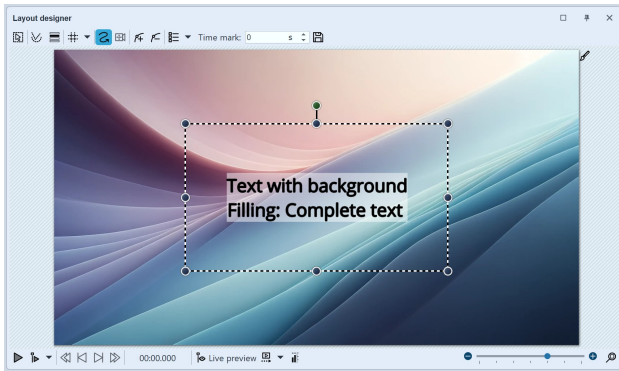 Layout designer
Time mark: 0 s
Text with background
Filling: Complete text
00:00.000
Live preview